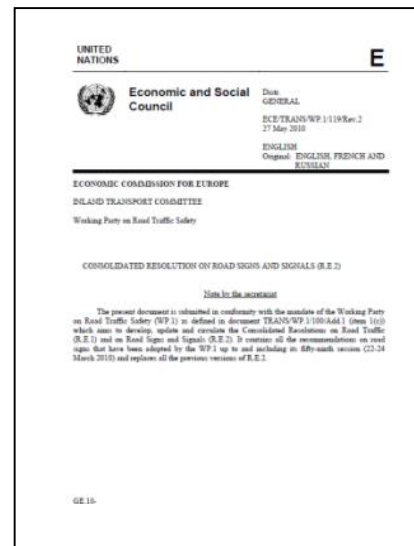 UNITED
NATIONS
E
Economic and Social
Council
Distr.
GENERAL
ECE/TRANS/WP.1/119/Rev.2
27 May 2010
ENGLISH
Original: ENGLISH, FRENCH AND
RUSSIAN
ECONOMIC COMMISSION FOR EUROPE
INLAND TRANSPORT COMMITTEE
Working Party on Road Traffic Safety
CONSOLIDATED RESOLUTION ON ROAD SIGNS AND SIGNALS (R.E.2)
Note by the secretariat
The present document is submitted in conformity with the mandate of the Working Party
on Road Traffic Safety (WP.1) as defined in document TRANS/WP.1/100/Add.1 (item 1(c))
which aims to develop, update and circulate the Consolidated Resolutions on Road Traffic
(R.E.1) and on Road Signs and Signals (R.E.2). It contains all the recommendations on road
signs that have been adopted by the WP.1 up to and including its fifty-ninth session (22-24
March 2010) and replaces all the previous versions of R.E.2.
GE.10-